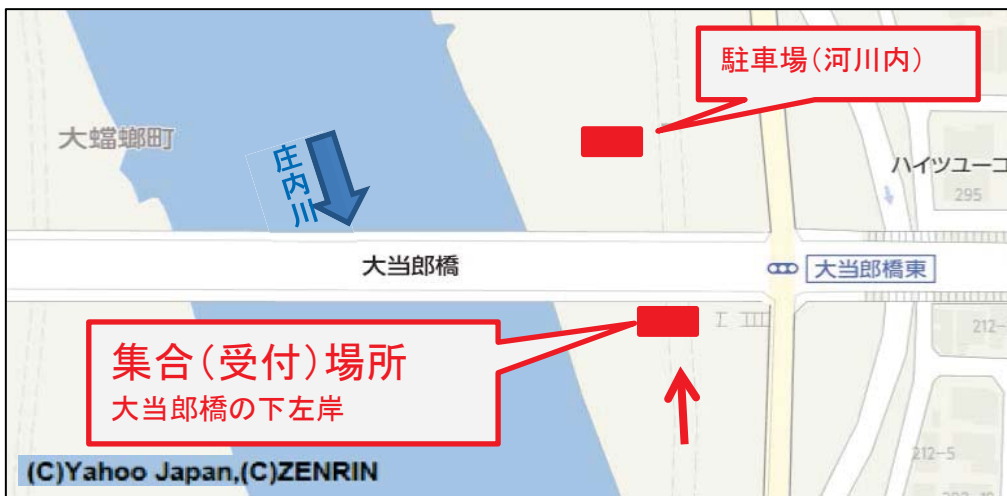 駐車場(河川内)
大蟷螂町
庄内川
ハイツユーコ
295
大当郎橋
大当郎橋東
集合(受付)場所
大当郎橋の下左岸
212-
212-5
(C)Yahoo Japan,(C)ZENRIN